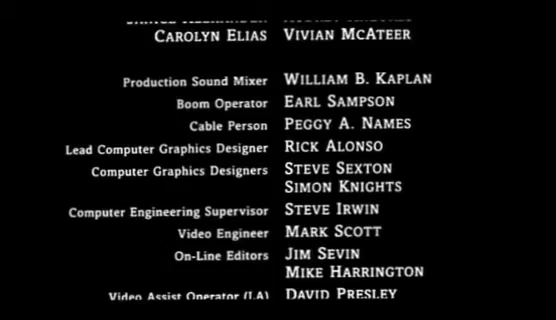 CAROLYN ELIAS VIVIAN MCATEER
Production Sound Mixer WILLIAM B. KAPLAN
Boom Operator EARL SAMPSON
Cable Person PEGGY A. NAMES
Lead Computer Graphics Designer RICK ALONSO
Computer Graphics Designers STEVE SEXTON
SIMON KNIGHTS
Computer Engineering Supervisor STEVE IRWIN
Video Engineer MARK SCOTT
On-Line Editors JIM SEVIN
MIKE HARRINGTON
Video Assist Operator (LA) DAVID PRESLEY